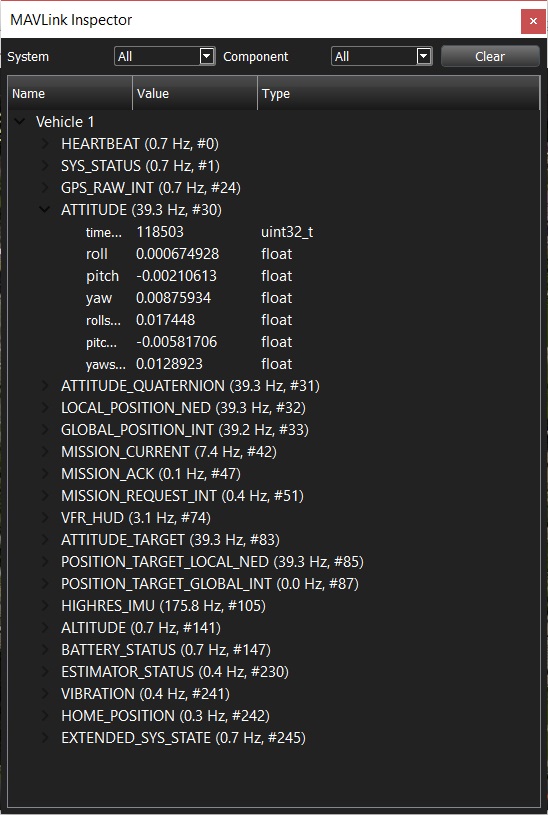 MAVLink Inspector
System All Component All Clear
Name Value Type
Vehicle 1
HEARTBEAT (0.7 Hz, #0)
SYS_STATUS (0.7 Hz, #1)
GPS_RAW_INT (0.7 Hz, #24)
ATTITUDE (39.3 Hz, #30)
time... 118503 uint32_t
roll 0.000674928 float
pitch -0.00210613 float
yaw 0.00875934 float
rolls... 0.017448 float
pitc... -0.00581706 float
yaws... 0.0128923 float
ATTITUDE_QUATERNION (39.3 Hz, #31)
LOCAL_POSITION_NED (39.3 Hz, #32)
GLOBAL_POSITION_INT (39.2 Hz, #33)
MISSION_CURRENT (7.4 Hz, #42)
MISSION_ACK (0.1 Hz, #47)
MISSION_REQUEST_INT (0.4 Hz, #51)
VFR_HUD (3.1 Hz, #74)
ATTITUDE_TARGET (39.3 Hz, #83)
POSITION_TARGET_LOCAL_NED (39.3 Hz, #85)
POSITION_TARGET_GLOBAL_INT (0.0 Hz, #87)
HIGHRES_IMU (175.8 Hz, #105)
ALTITUDE (0.7 Hz, #141)
BATTERY_STATUS (0.7 Hz, #147)
ESTIMATOR_STATUS (0.4 Hz, #230)
VIBRATION (0.4 Hz, #241)
HOME_POSITION (0.3 Hz, #242)
EXTENDED_SYS_STATE (0.7 Hz, #245)